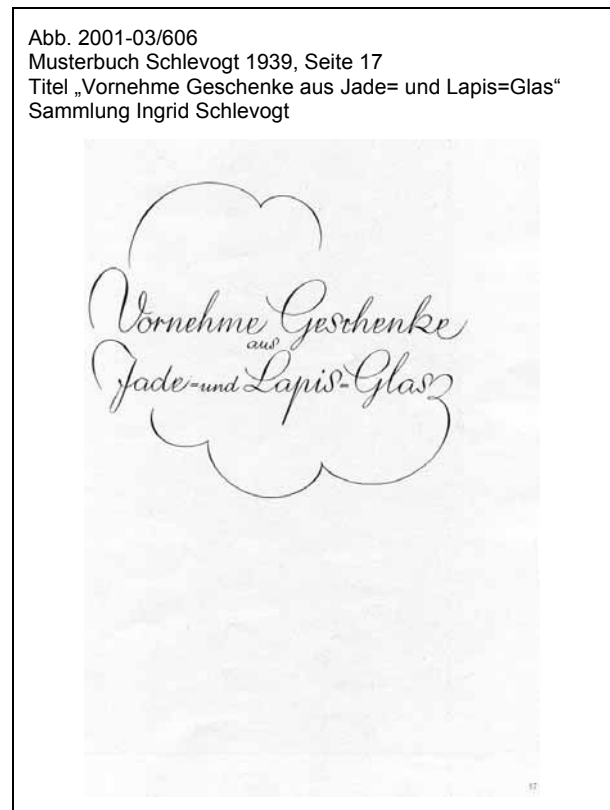 Abb. 2001-03/606
Musterbuch Schlevogt 1939, Seite 17
Titel „Vornehme Geschenke aus Jade= und Lapis=Glas“
Sammlung Ingrid Schlevogt
Vornehme Geschenke
aus
Jade=und Lapis=Glas
17